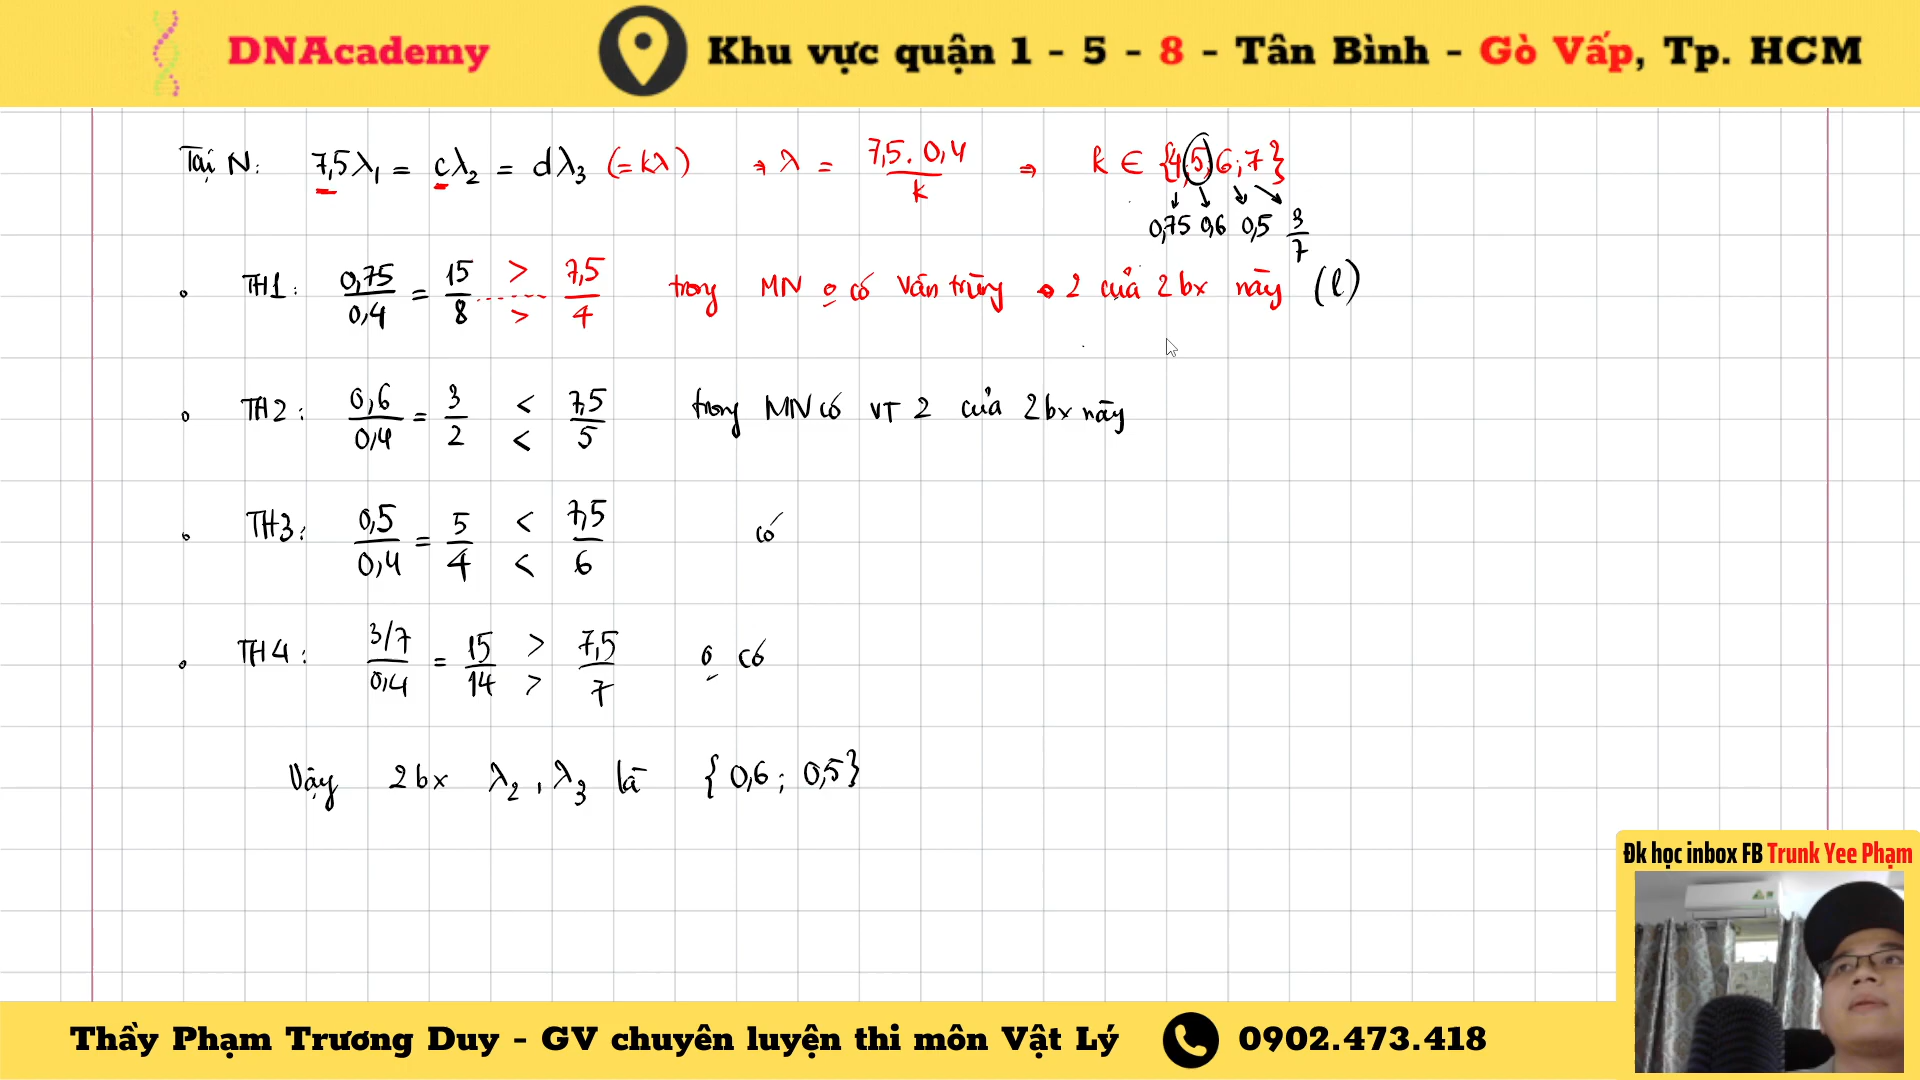 DNAcademy
Khu vực quận 1 - 5 - 8 - Tân Bình - Gò Vấp, Tp. HCM
Tại N: 7,5λ₁ = cλ₂ = dλ₃ (= kλ) → λ = 7,5.0,4/k ⇒ k ∈ {4,5,6,7}
0,75 0,6 0,5 3/7
TH1: 0,75/0,4 = 15/8 > 7,5/4 > trong MN 0 có vân trùng 2 của 2bx này (l)
TH2: 0,6/0,4 = 3/2 < 7,5/5 < trong MN có VT 2 của 2bx này
TH3: 0,5/0,4 = 5/4 < 7,5/6 < có
TH4: 3/7/0,4 = 15/14 > 7,5/7 > 0 có
Vậy 2bx λ₂, λ₃ là {0,6; 0,5}
Đk học inbox FB Trunk Yee Phạm
Thầy Phạm Trương Duy - GV chuyên luyện thi môn Vật Lý 0902.473.418